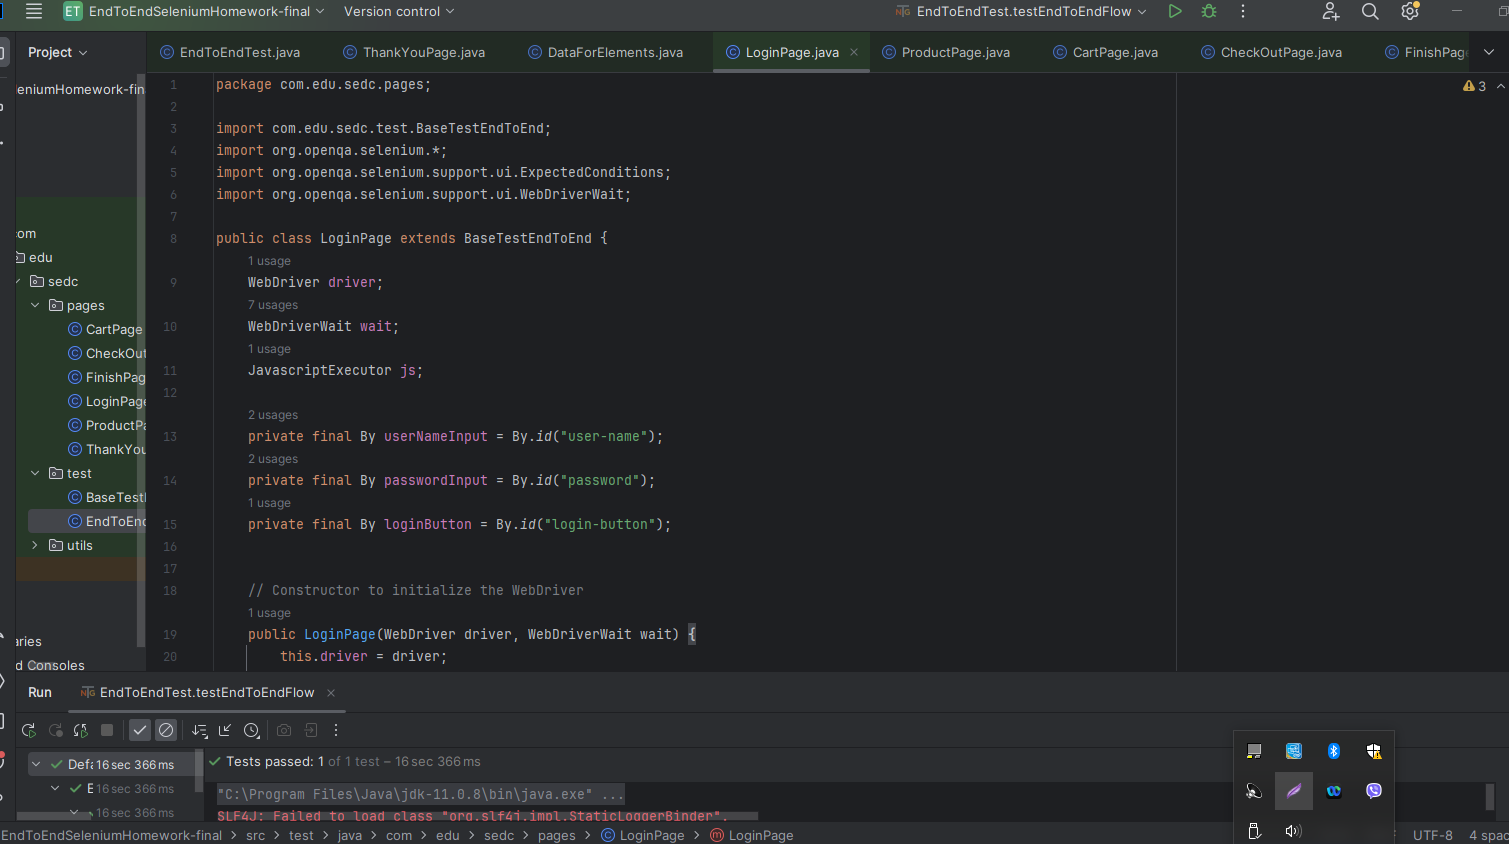 ET EndToEndSeleniumHomework-final Version control EndToEndTest.testEndToEndFlow
Project EndToEndTest.java ThankYouPage.java DataForElements.java LoginPage.java ProductPage.java CartPage.java CheckOutPage.java FinishPag
eleniumHomework-fin
om
edu
sedc
pages
CartPage
CheckOut
FinishPag
LoginPage
ProductPa
ThankYou
test
BaseTest
EndToEnd
utils
aries
d Consoles
3
1 package com.edu.sedc.pages;
2
3 import com.edu.sedc.test.BaseTestEndToEnd;
4 import org.openqa.selenium.*;
5 import org.openqa.selenium.support.ui.ExpectedConditions;
6 import org.openqa.selenium.support.ui.WebDriverWait;
7
8 public class LoginPage extends BaseTestEndToEnd {
1 usage
9 WebDriver driver;
7 usages
10 WebDriverWait wait;
1 usage
11 JavascriptExecutor js;
12
2 usages
13 private final By userNameInput = By.id("user-name");
2 usages
14 private final By passwordInput = By.id("password");
1 usage
15 private final By loginButton = By.id("login-button");
16
17
18 // Constructor to initialize the WebDriver
1 usage
19 public LoginPage(WebDriver driver, WebDriverWait wait) {
20 this.driver = driver;
Run EndToEndTest.testEndToEndFlow
Defa 16 sec 366 ms
E 16 sec 366 ms
16 sec 366 ms
Tests passed: 1 of 1 test – 16 sec 366 ms
"C:\Program Files\Java\jdk-11.0.8\bin\java.exe" ...
SLF4J: Failed to load class "org.slf4j.impl.StaticLoggerBinder".
EndToEndSeleniumHomework-final > src > test > java > com > edu > sedc > pages > LoginPage > LoginPage UTF-8 4 spac